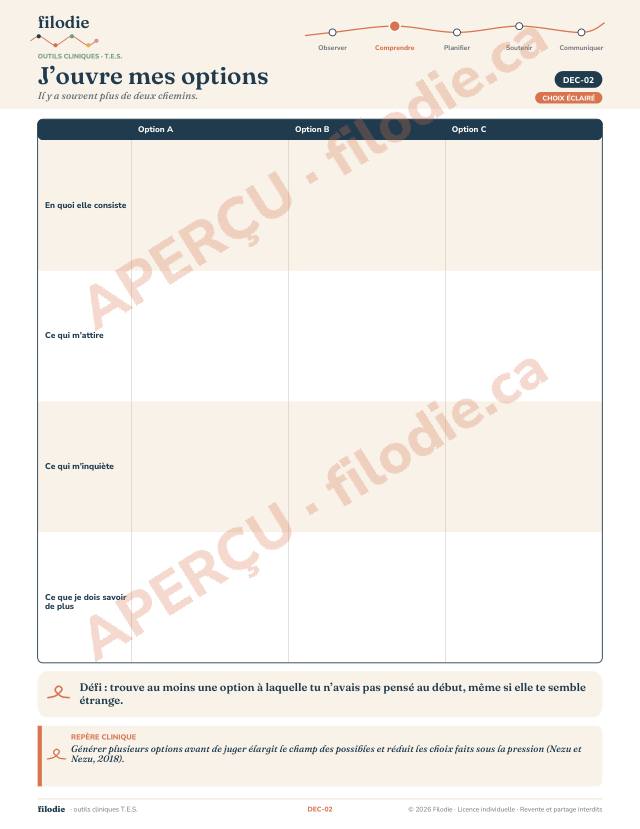 filodie
OUTILS CLINIQUES · T.E.S.
Observer Comprendre Planifier Soutenir Communiquer
J'ouvre mes options
Il y a souvent plus de deux chemins.
DEC-02
CHOIX ÉCLAIRÉ
Option A Option B Option C
En quoi elle consiste
Ce qui m'attire
Ce qui m'inquiète
Ce que je dois savoir
de plus
APERÇU · filodie.ca
APERÇU · filodie.ca
Défi : trouve au moins une option à laquelle tu n'avais pas pensé au début, même si elle te semble
étrange.
REPÈRE CLINIQUE
Générer plusieurs options avant de juger élargit le champ des possibles et réduit les choix faits sous la pression (Nezu et
Nezu, 2018).
filodie · outils cliniques T.E.S. DEC-02 © 2026 Filodie · Licence individuelle · Revente et partage interdits